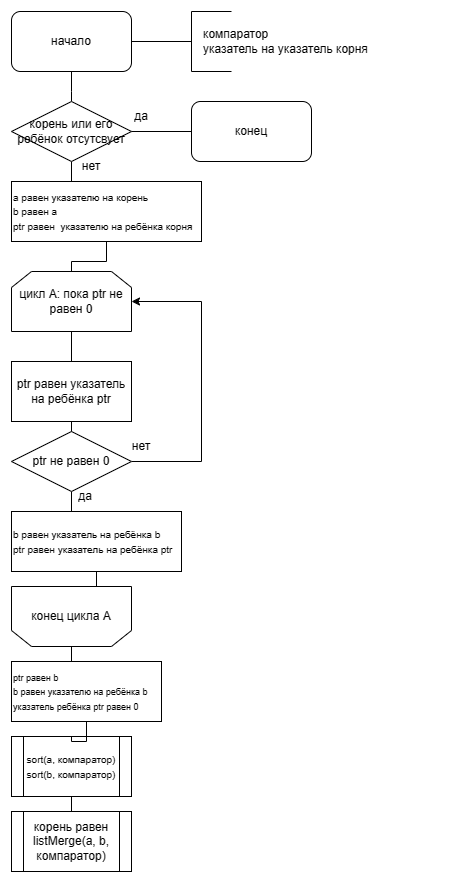 начало
компаратор
указатель на указатель корня
корень или его
ребёнок отсутсвует
да
конец
нет
a равен указателю на корень
b равен a
ptr равен указателю на ребёнка корня
цикл А: пока ptr не
равен 0
ptr равен указатель
на ребёнка ptr
ptr не равен 0
нет
да
b равен указатель на ребёнка b
ptr равен указатель на ребёнка ptr
конец цикла А
ptr равен b
b равен указателю на ребёнка b
указатель ребёнка ptr равен 0
sort(a, компаратор)
sort(b, компаратор)
корень равен
listMerge(a, b,
компаратор)